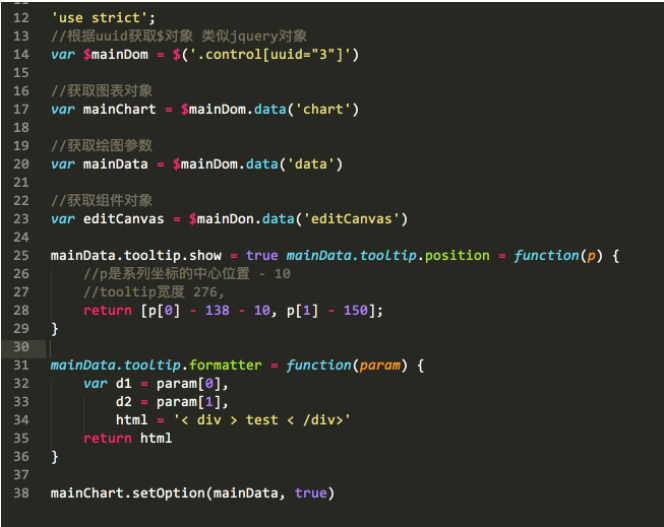 12 'use strict';
13 //根据uuid获取$对象 类似jquery对象
14 var $mainDom = $('.control[uuid="3"]')
15
16 //获取图表对象
17 var mainChart = $mainDom.data('chart')
18
19 //获取绘图参数
20 var mainData = $mainDom.data('data')
21
22 //获取组件对象
23 var editCanvas = $mainDon.data('editCanvas')
24
25 mainData.tooltip.show = true mainData.tooltip.position = function(p) {
26 //p是系列坐标的中心位置 - 10
27 //tooltip宽度 276,
28 return [p[0] - 138 - 10, p[1] - 150];
29 }
30
31 mainData.tooltip.formatter = function(param) {
32 var d1 = param[0],
33 d2 = param[1],
34 html = '< div > test < /div>'
35 return html
36 }
37
38 mainChart.setOption(mainData, true)